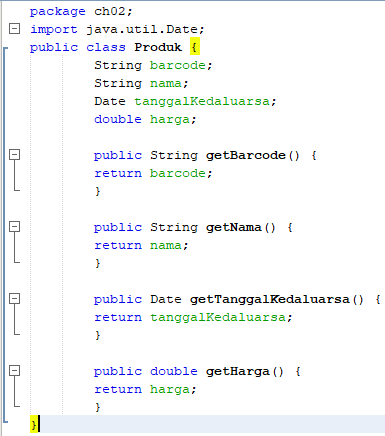 package ch02;
import java.util.Date;
public class Produk {
String barcode;
String nama;
Date tanggalKedaluarsa;
double harga;
public String getBarcode() {
return barcode;
}
public String getNama() {
return nama;
}
public Date getTanggalKedaluarsa() {
return tanggalKedaluarsa;
}
public double getHarga() {
return harga;
}
}